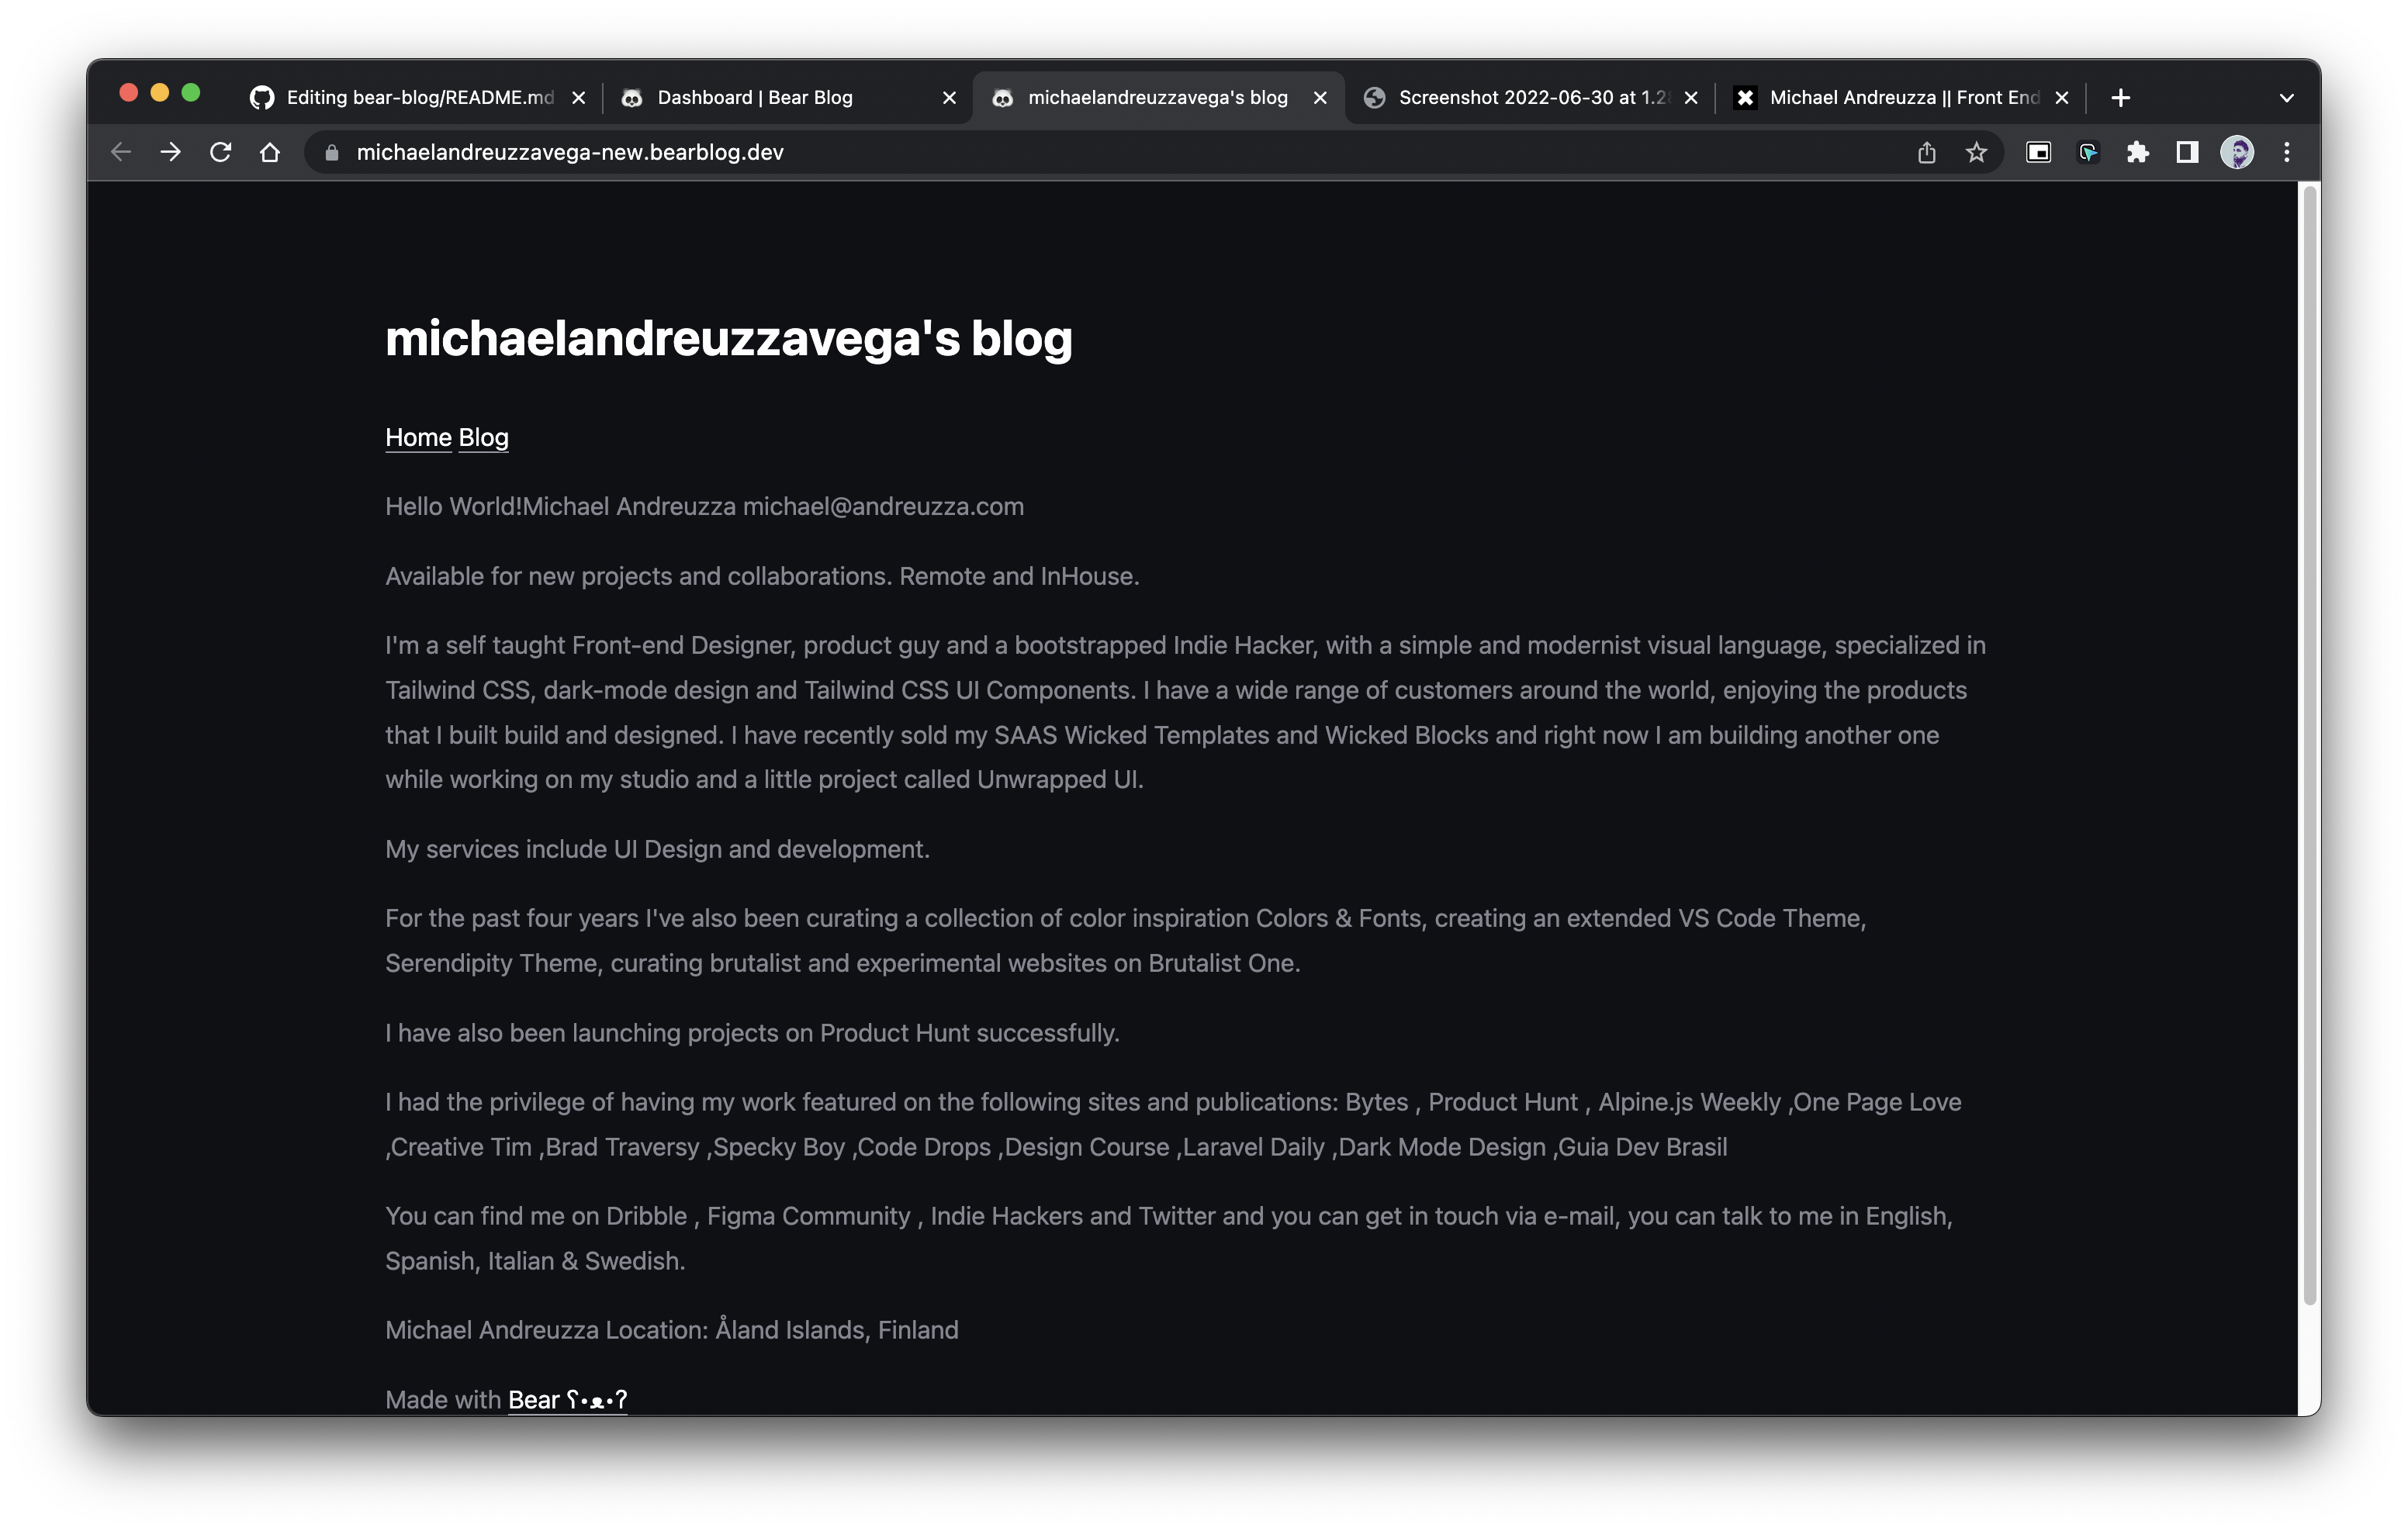 Editing bear-blog/README.md
Dashboard | Bear Blog
michaelandreuzzavega's blog
Screenshot 2022-06-30 at 1.2
Michael Andreuzza || Front End
michaelandreuzzavega-new.bearblog.dev
michaelandreuzzavega's blog
Home Blog
Hello World!Michael Andreuzza michael@andreuzza.com
Available for new projects and collaborations. Remote and InHouse.
I'm a self taught Front-end Designer, product guy and a bootstrapped Indie Hacker, with a simple and modernist visual language, specialized in
Tailwind CSS, dark-mode design and Tailwind CSS UI Components. I have a wide range of customers around the world, enjoying the products
that I built build and designed. I have recently sold my SAAS Wicked Templates and Wicked Blocks and right now I am building another one
while working on my studio and a little project called Unwrapped UI.
My services include UI Design and development.
For the past four years I've also been curating a collection of color inspiration Colors & Fonts, creating an extended VS Code Theme,
Serendipity Theme, curating brutalist and experimental websites on Brutalist One.
I have also been launching projects on Product Hunt successfully.
I had the privilege of having my work featured on the following sites and publications: Bytes , Product Hunt , Alpine.js Weekly ,One Page Love
,Creative Tim ,Brad Traversy ,Specky Boy ,Code Drops ,Design Course ,Laravel Daily ,Dark Mode Design ,Guia Dev Brasil
You can find me on Dribble , Figma Community , Indie Hackers and Twitter and you can get in touch via e-mail, you can talk to me in English,
Spanish, Italian & Swedish.
Michael Andreuzza Location: Åland Islands, Finland
Made with Bear ʕ•ᴥ•ʔ